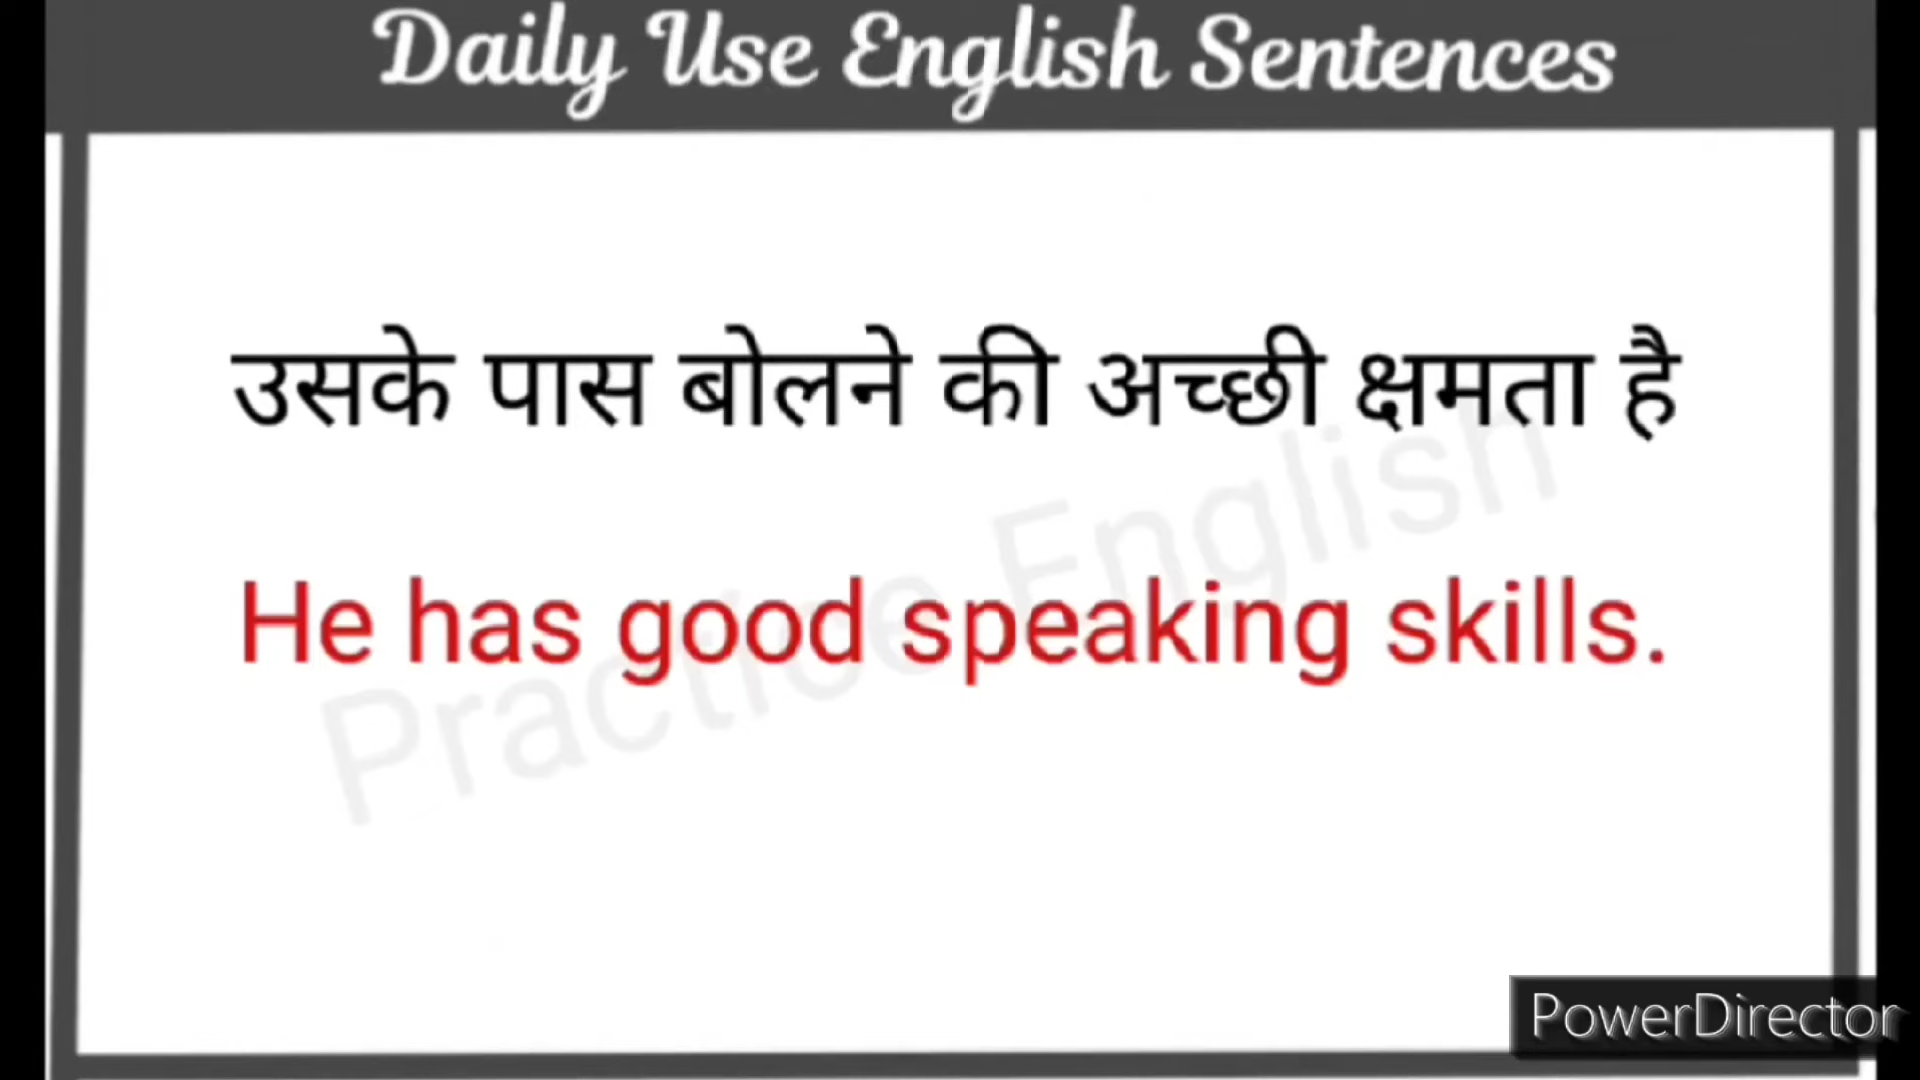 Daily Use English Sentences
उसके पास बोलने की अच्छी क्षमता है
He has good speaking skills.
Practice English
PowerDirector